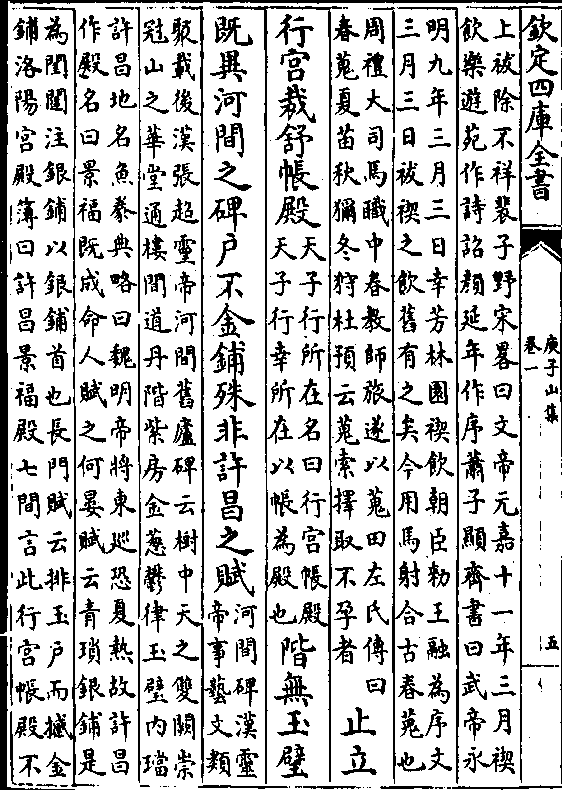 欽定四庫全書
庚子山集
卷一
五
上祓除不祥裴子野宋畧曰文帝元嘉十一年三月禊
飲樂遊苑作詩詔顏延年作序蕭子顯齊書曰武帝永
明九年三月三日幸芳林園禊飲朝臣勑王融為序文
三月三日祓禊之飲舊有之矣今用馬射合古春蒐也
周禮大司馬職中春教師旅遂以蒐田左氏傳曰
春蒐夏苗秋獮冬狩杜預云蒐索擇取不孕者
止立
行宮裁舒帳殿
天子行所在名曰行宮帳殿
天子行幸所在以帳為殿也
階無玉璧
既異河間之碑户不金鋪殊非許昌之賦
河間碑漢靈
帝事藝文類
聚載後漢張超靈帝河間舊廬碑云樹中天之雙闕崇
冠山之華堂通樓閒道丹階紫房金蔥鬱律玉璧内璫
許昌地名魚豢典略曰魏明帝將東巡恐夏熱故許昌
作殿名曰景福既成命人賦之何晏賦云青瑣銀鋪是
為閨闥注銀鋪以銀鋪首也長門賦云排玉户而撼金
鋪洛陽宮殿簿曰許昌景福殿七間言此行宮帳殿不